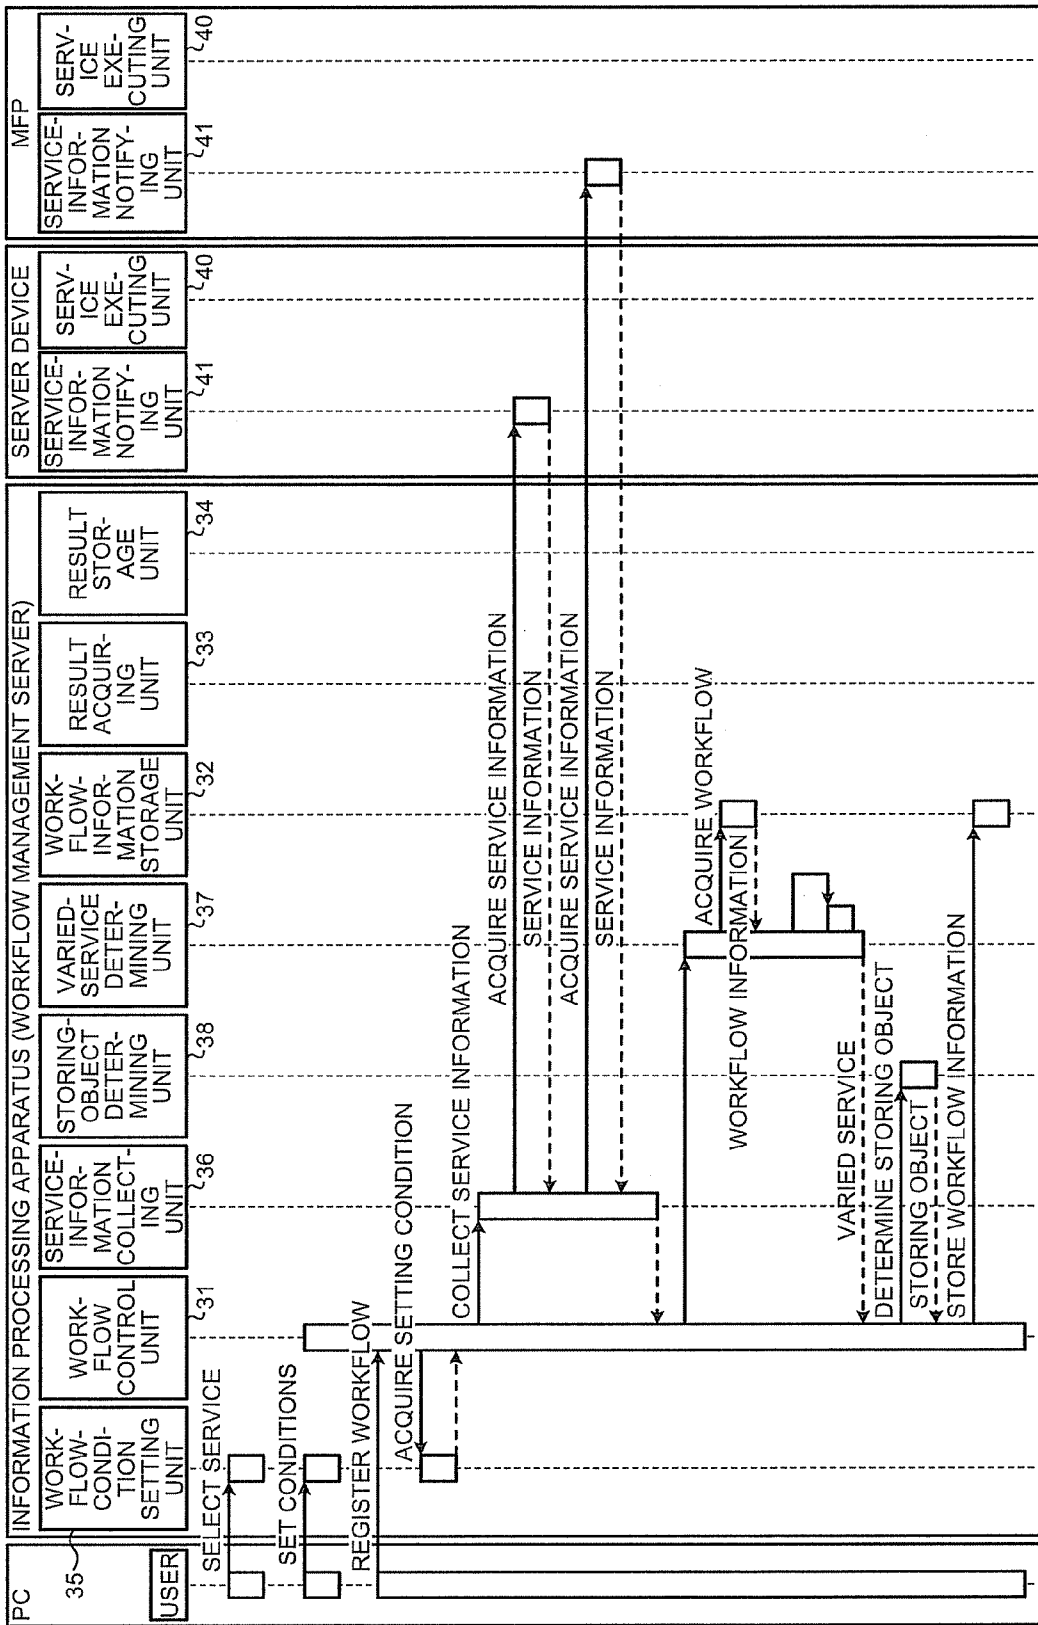 PC
USER
INFORMATION PROCESSING APPARATUS (WORKFLOW MANAGEMENT SERVER)
WORK-
FLOW-
CONDI-
TION
SETTING
UNIT
35
WORK-
FLOW
CONTROL
UNIT
31
SERVICE-
INFOR-
MATION
COLLECT-
ING
UNIT
36
STORING-
OBJECT
DETER-
MINING
UNIT
38
VARIED-
SERVICE
DETER-
MINING
UNIT
37
WORK-
FLOW-
INFOR-
MATION
STORAGE
UNIT
32
RESULT
ACQUIR-
ING
UNIT
33
RESULT
STOR-
AGE
UNIT
34
SERVER DEVICE
SERVICE-
INFOR-
MATION
NOTIFY-
ING
UNIT
41
SERV-
ICE
EXE-
CUTING
UNIT
40
MFP
SERVICE-
INFOR-
MATION
NOTIFY-
ING
UNIT
41
SERV-
ICE
EXE-
CUTING
UNIT
40
SELECT SERVICE
SET CONDITIONS
REGISTER WORKFLOW
ACQUIRE SETTING CONDITION
COLLECT SERVICE INFORMATION
ACQUIRE SERVICE INFORMATION
SERVICE INFORMATION
ACQUIRE SERVICE INFORMATION
SERVICE INFORMATION
ACQUIRE WORKFLOW
WORKFLOW INFORMATION
VARIED SERVICE
DETERMINE STORING OBJECT
STORING OBJECT
STORE WORKFLOW INFORMATION